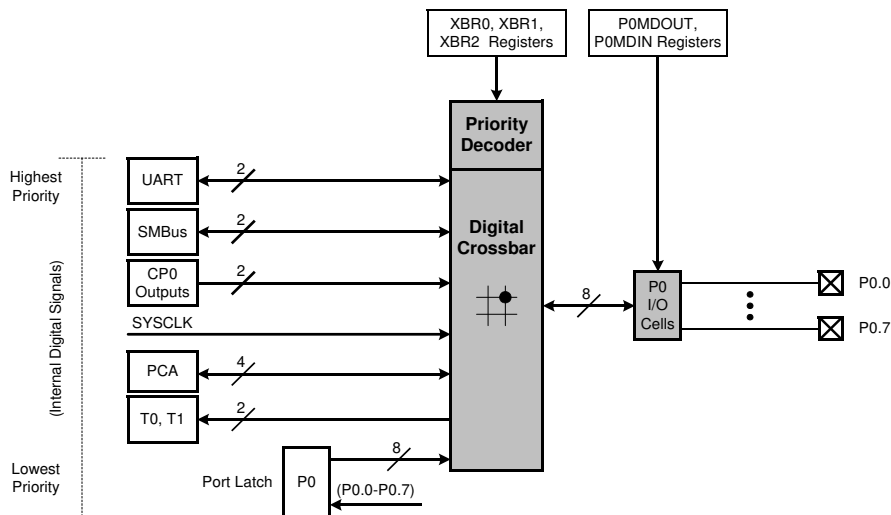 XBR0, XBR1,
XBR2 Registers
P0MDOUT,
P0MDIN Registers
Priority
Decoder
Highest
Priority
UART
2
SMBus
2
Digital
Crossbar
CP0
Outputs
2
(Internal Digital Signals)
SYSCLK
8
P0
I/O
Cells
P0.0
P0.7
PCA
4
T0, T1
2
Lowest
Priority
Port Latch
P0
8
(P0.0-P0.7)